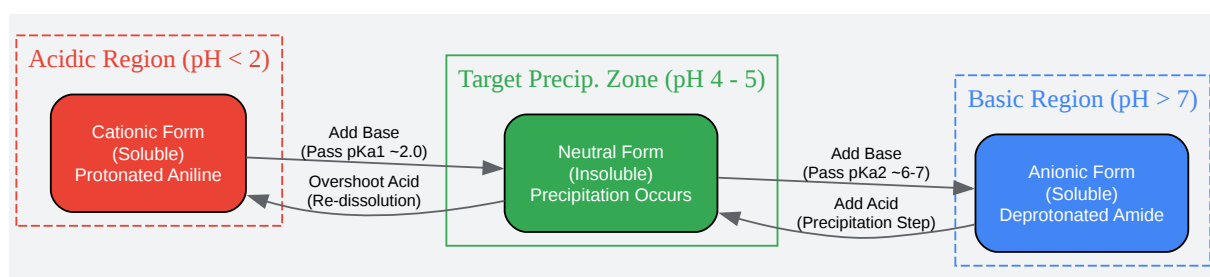 Acidic Region (pH < 2)
Cationic Form
(Soluble)
Protonated Aniline
Add Base
(Pass pKa1 ~2.0)
Overshoot Acid
(Re-dissolution)
Target Precip. Zone (pH 4 - 5)
Neutral Form
(Insoluble)
Precipitation Occurs
Add Base
(Pass pKa2 ~6-7)
Add Acid
(Precipitation Step)
Basic Region (pH > 7)
Anionic Form
(Soluble)
Deprotonated Amide